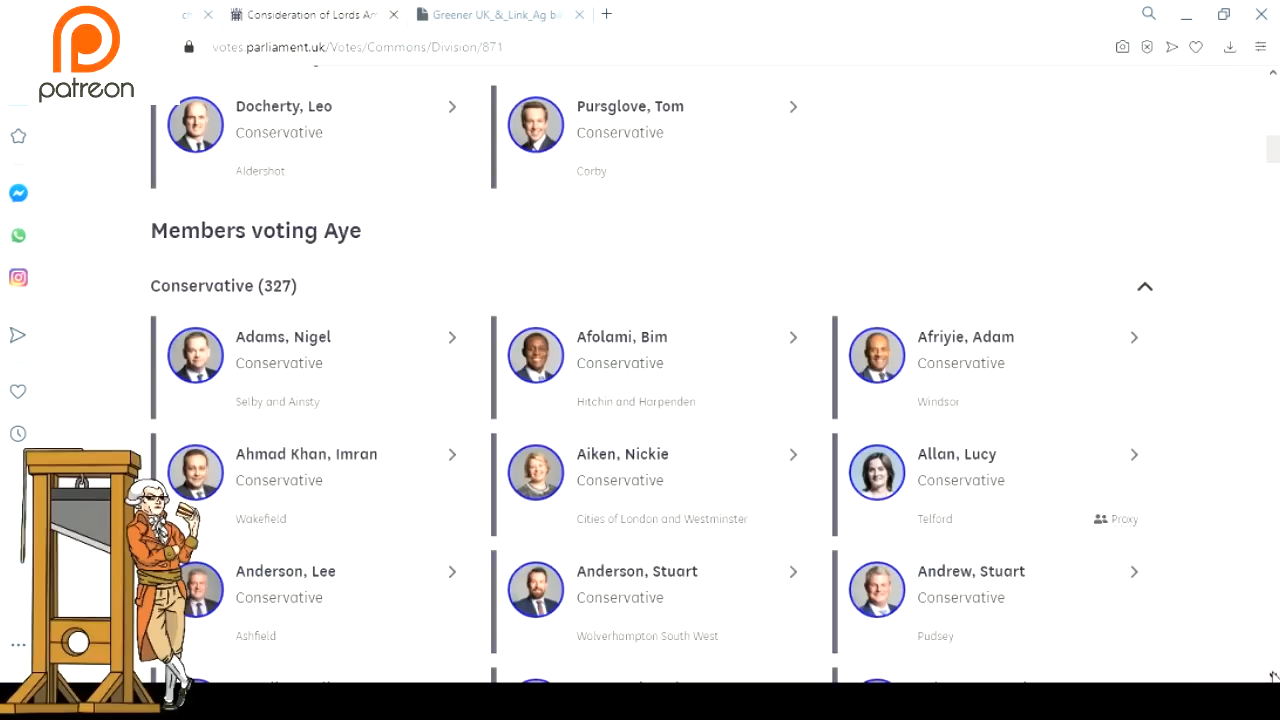 Consideration of Lords An
Greener UK_&_Link_Ag bi
votes.parliament.uk/Votes/Commons/Division/871
patreon
Docherty, Leo
Conservative
Aldershot
Pursglove, Tom
Conservative
Corby
Members voting Aye
Conservative (327)
Adams, Nigel
Conservative
Selby and Ainsty
Afolami, Bim
Conservative
Hitchin and Harpenden
Afriyie, Adam
Conservative
Windsor
Ahmad Khan, Imran
Conservative
Wakefield
Aiken, Nickie
Conservative
Cities of London and Westminster
Allan, Lucy
Conservative
Telford
Proxy
Anderson, Lee
Conservative
Ashfield
Anderson, Stuart
Conservative
Wolverhampton South West
Andrew, Stuart
Conservative
Pudsey